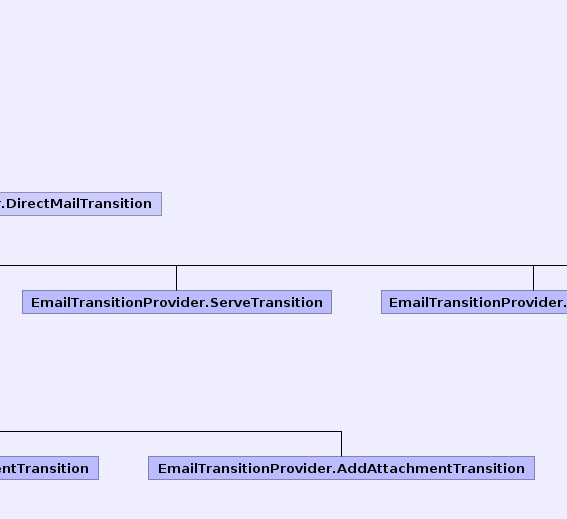 .DirectMailTransition
EmailTransitionProvider.ServeTransition
EmailTransitionProvider.
entTransition
EmailTransitionProvider.AddAttachmentTransition